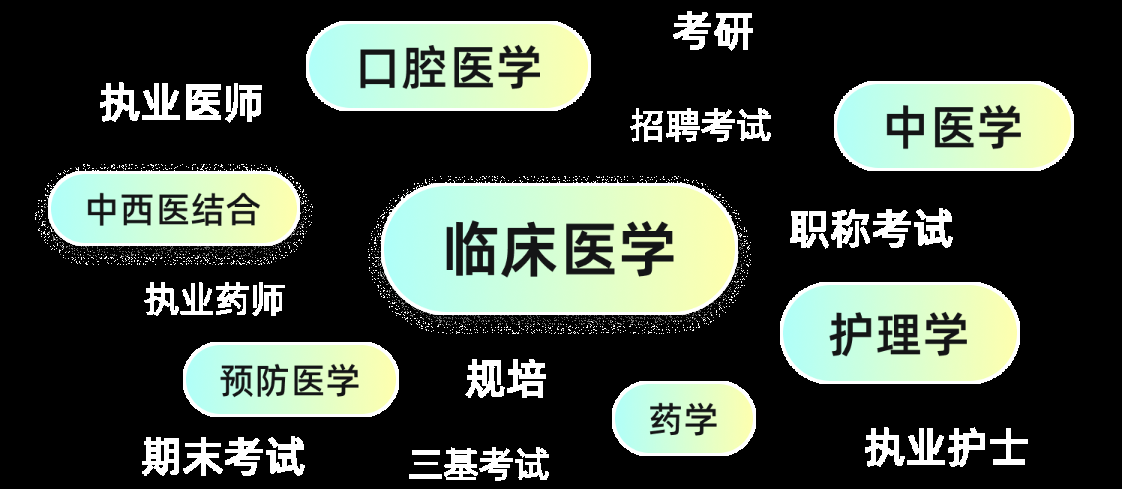 考研
口腔医学
执业医师
招聘考试
中医学
中西医结合
职称考试
临床医学
执业药师
护理学
预防医学
规培
药学
执业护士
期末考试
三基考试